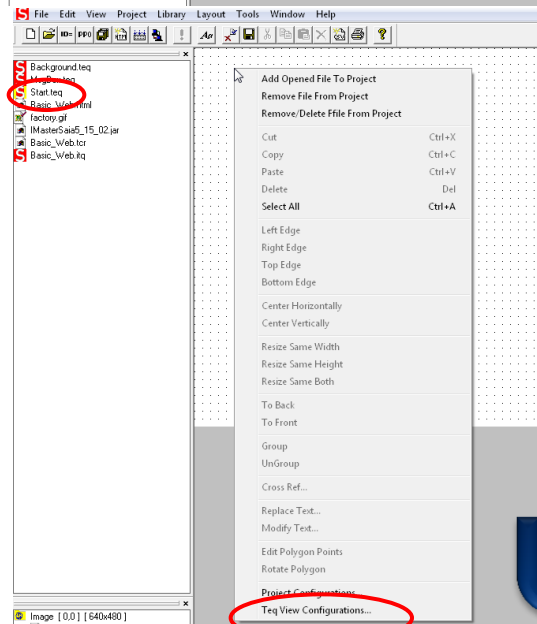 File Edit View Project Library Layout Tools Window Help
ID= PPO
Background.teq
MsgBox.teq
Start.teq
Basic_Web.html
factory.gif
IMasterSaia5_15_02.jar
Basic_Web.tcr
Basic_Web.itq
Add Opened File To Project
Remove File From Project
Remove/Delete Ffile From Project
Cut Ctrl+X
Copy Ctrl+C
Paste Ctrl+V
Delete Del
Select All Ctrl+A
Left Edge
Right Edge
Top Edge
Bottom Edge
Center Horizontally
Center Vertically
Resize Same Width
Resize Same Height
Resize Same Both
To Back
To Front
Group
UnGroup
Cross Ref...
Replace Text...
Modify Text...
Edit Polygon Points
Rotate Polygon
Project Configurations...
Teq View Configurations...
Image [0,0] [640x480]